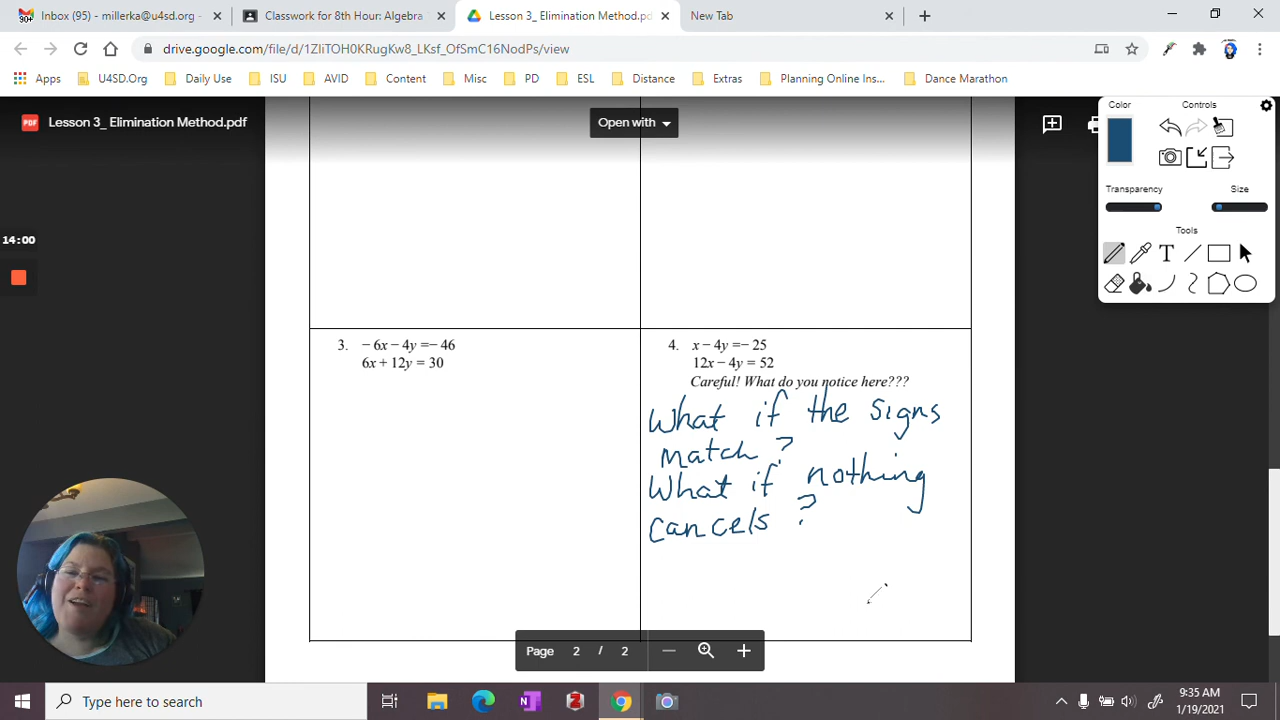 Inbox (95) - millerka@u4sd.org -
Classwork for 8th Hour: Algebra
Lesson 3_ Elimination Method.pdf
New Tab
drive.google.com/file/d/1ZIiTOH0KRugKw8_LKsf_OfSmC16NodPs/view
Apps U4SD.Org Daily Use ISU AVID Content Misc PD ESL Distance Extras Planning Online Ins... Dance Marathon
PDF Lesson 3_ Elimination Method.pdf
Open with
Color Controls
Transparency Size
Tools
T
14:00
3. − 6x − 4y =− 46
6x + 12y = 30
4. x − 4y =− 25
12x − 4y = 52
Careful! What do you notice here???
What if the signs
match?
What if nothing
cancels?
Page 2 / 2
Type here to search
9:35 AM
1/19/2021